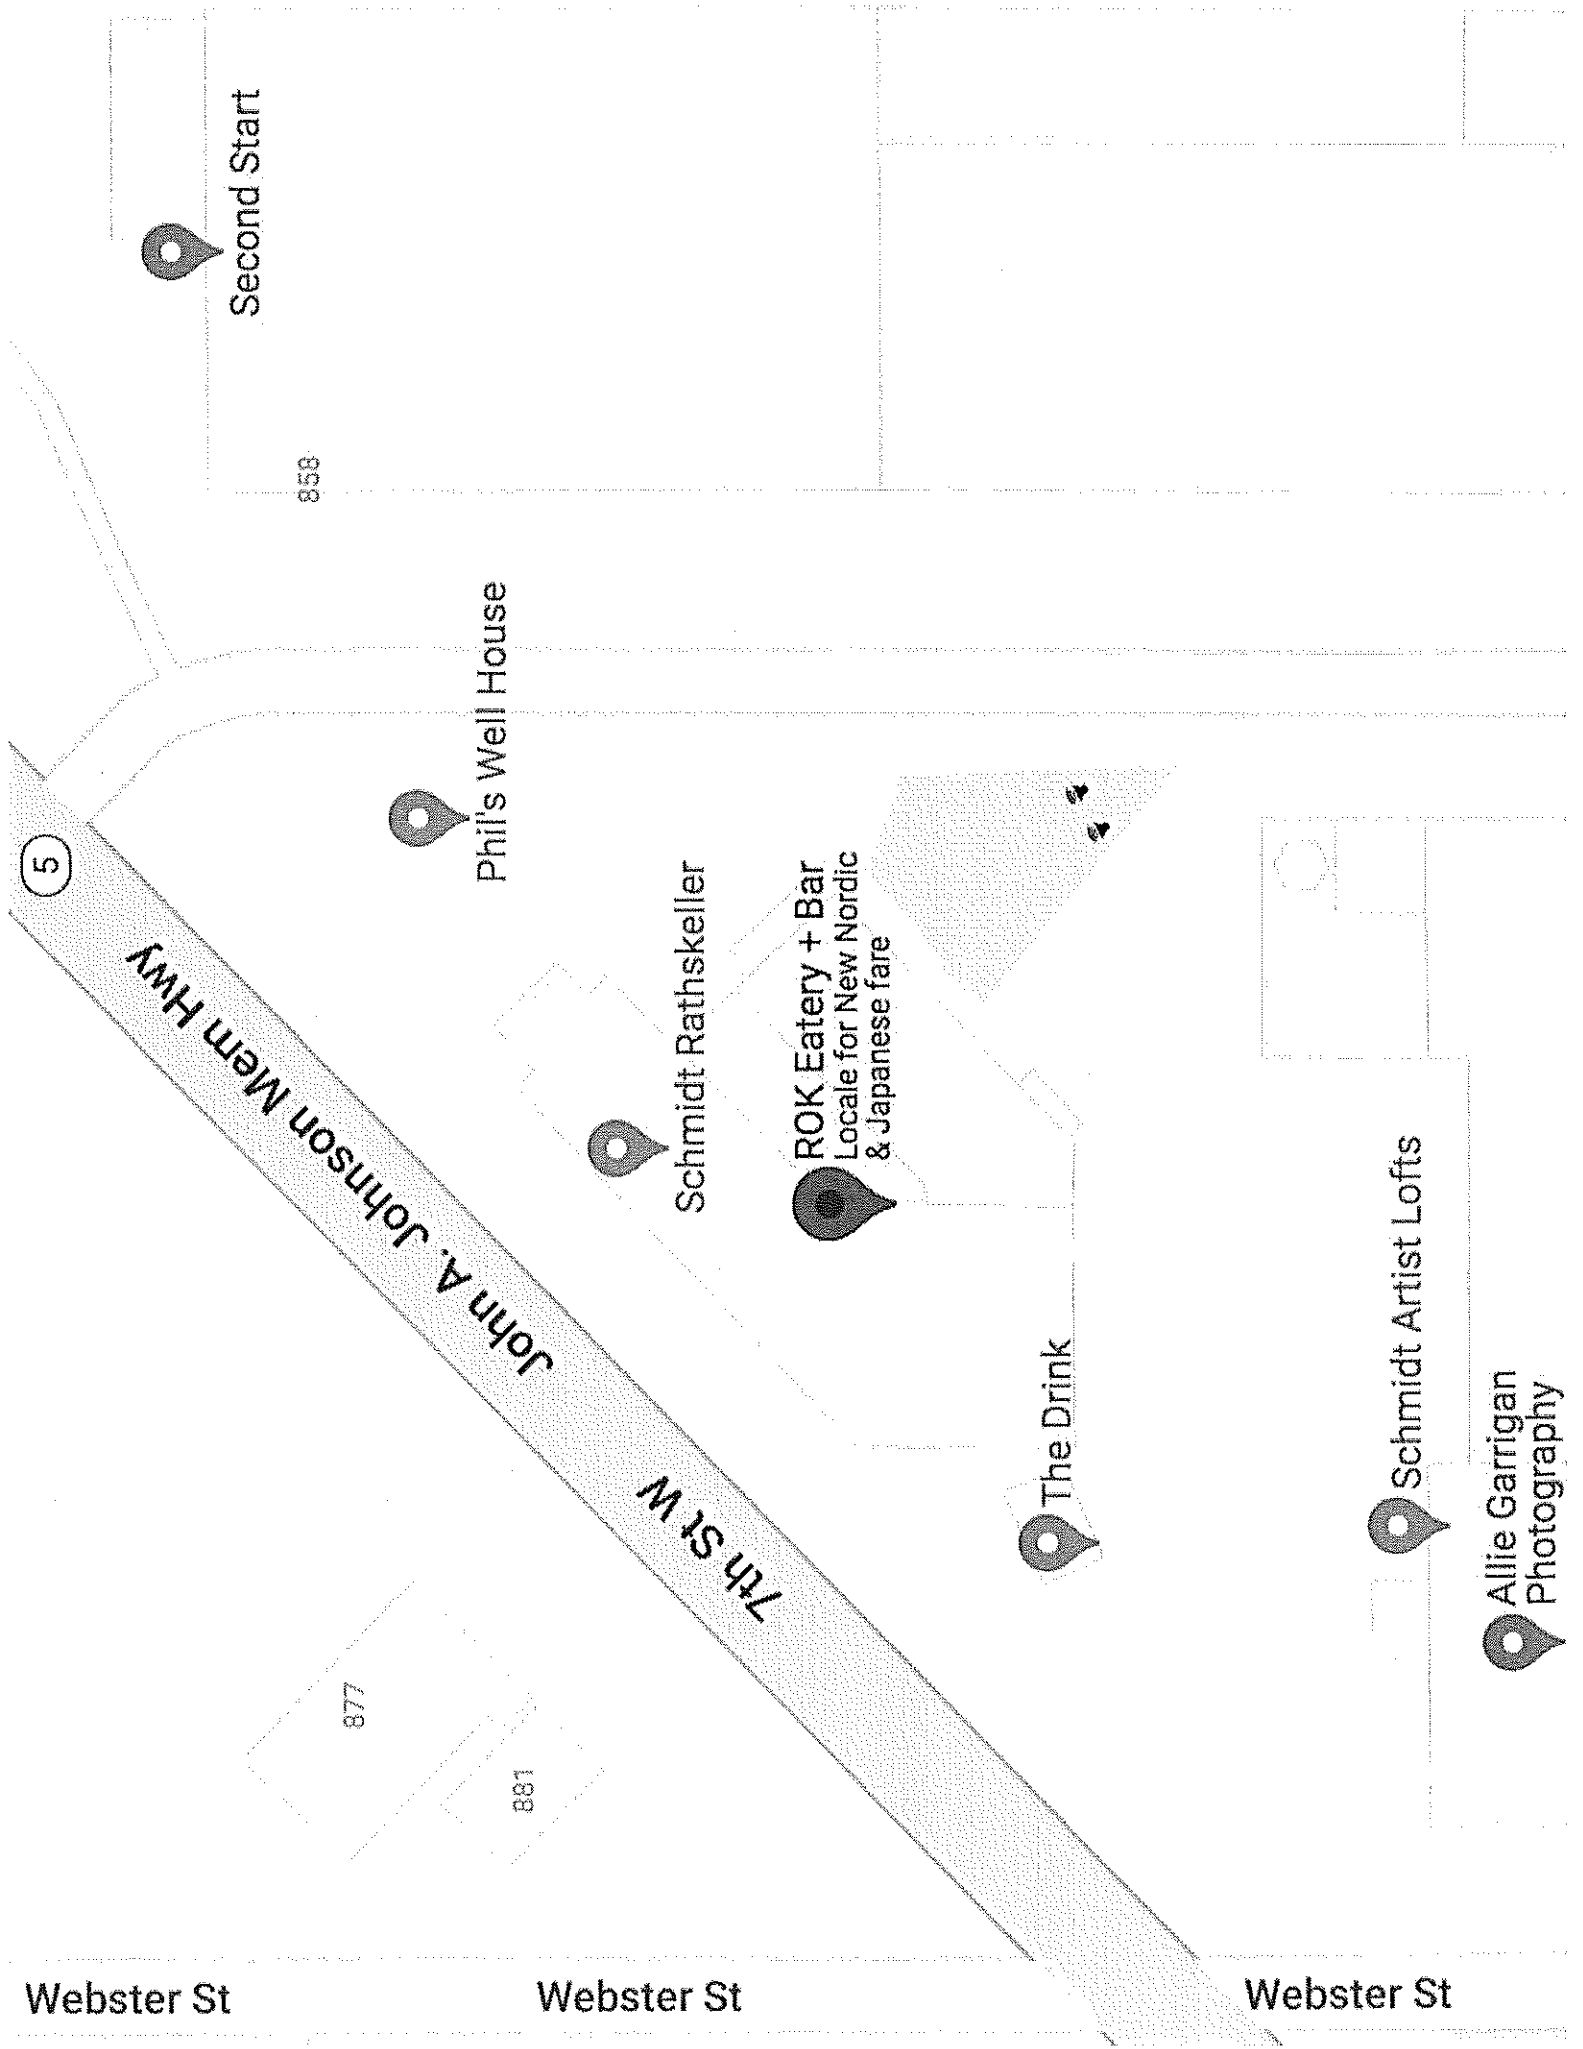 Second Start
858
Phil's Well House
5
John A. Johnson Mem Hwy
Schmidt Rathskeller
ROK Eatery + Bar
Locale for New Nordic
& Japanese fare
7th St W
The Drink
877
881
Schmidt Artist Lofts
Allie Garrigan
Photography
Webster St
Webster St
Webster St